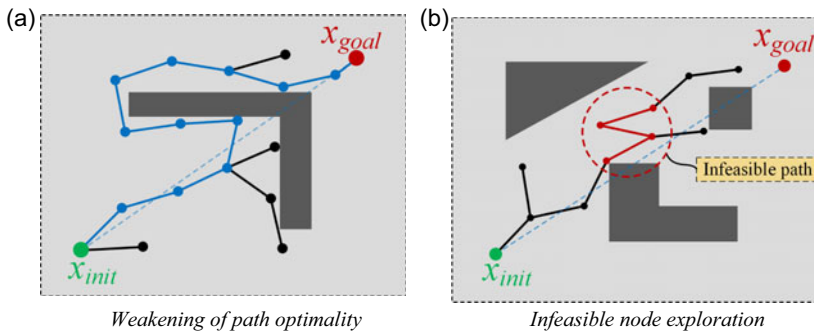 (a)
x_goal
x_init
Weakening of path optimality
(b)
x_goal
Infeasible path
x_init
Infeasible node exploration